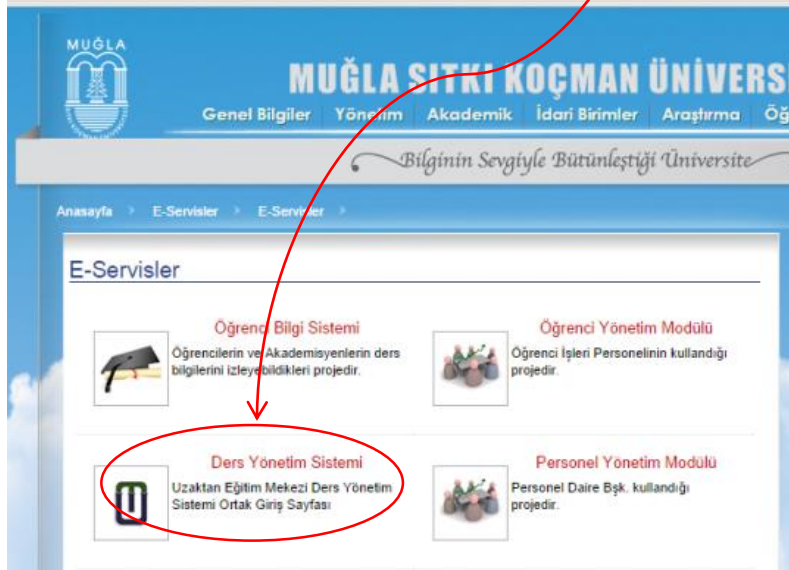 MUĞLA
MUĞLA SITKI KOÇMAN ÜNİVERSİ
Genel Bilgiler Yönetim Akademik İdari Birimler Araştırma Öğ
Bilginin Sevgiyle Bütünleştiği Üniversite
Anasayfa E-Servisler E-Servisler
E-Servisler
Öğrenci Bilgi Sistemi
Öğrencilerin ve Akademisyenlerin ders
bilgilerini izleyebildikleri projedir.
Öğrenci Yönetim Modülü
Öğrenci İşleri Personelinin kullandığı
projedir.
Ders Yönetim Sistemi
Uzaktan Eğitim Mekezi Ders Yönetim
Sistemi Ortak Giriş Sayfası
Personel Yönetim Modülü
Personel Daire Bşk. kullandığı
projedir.